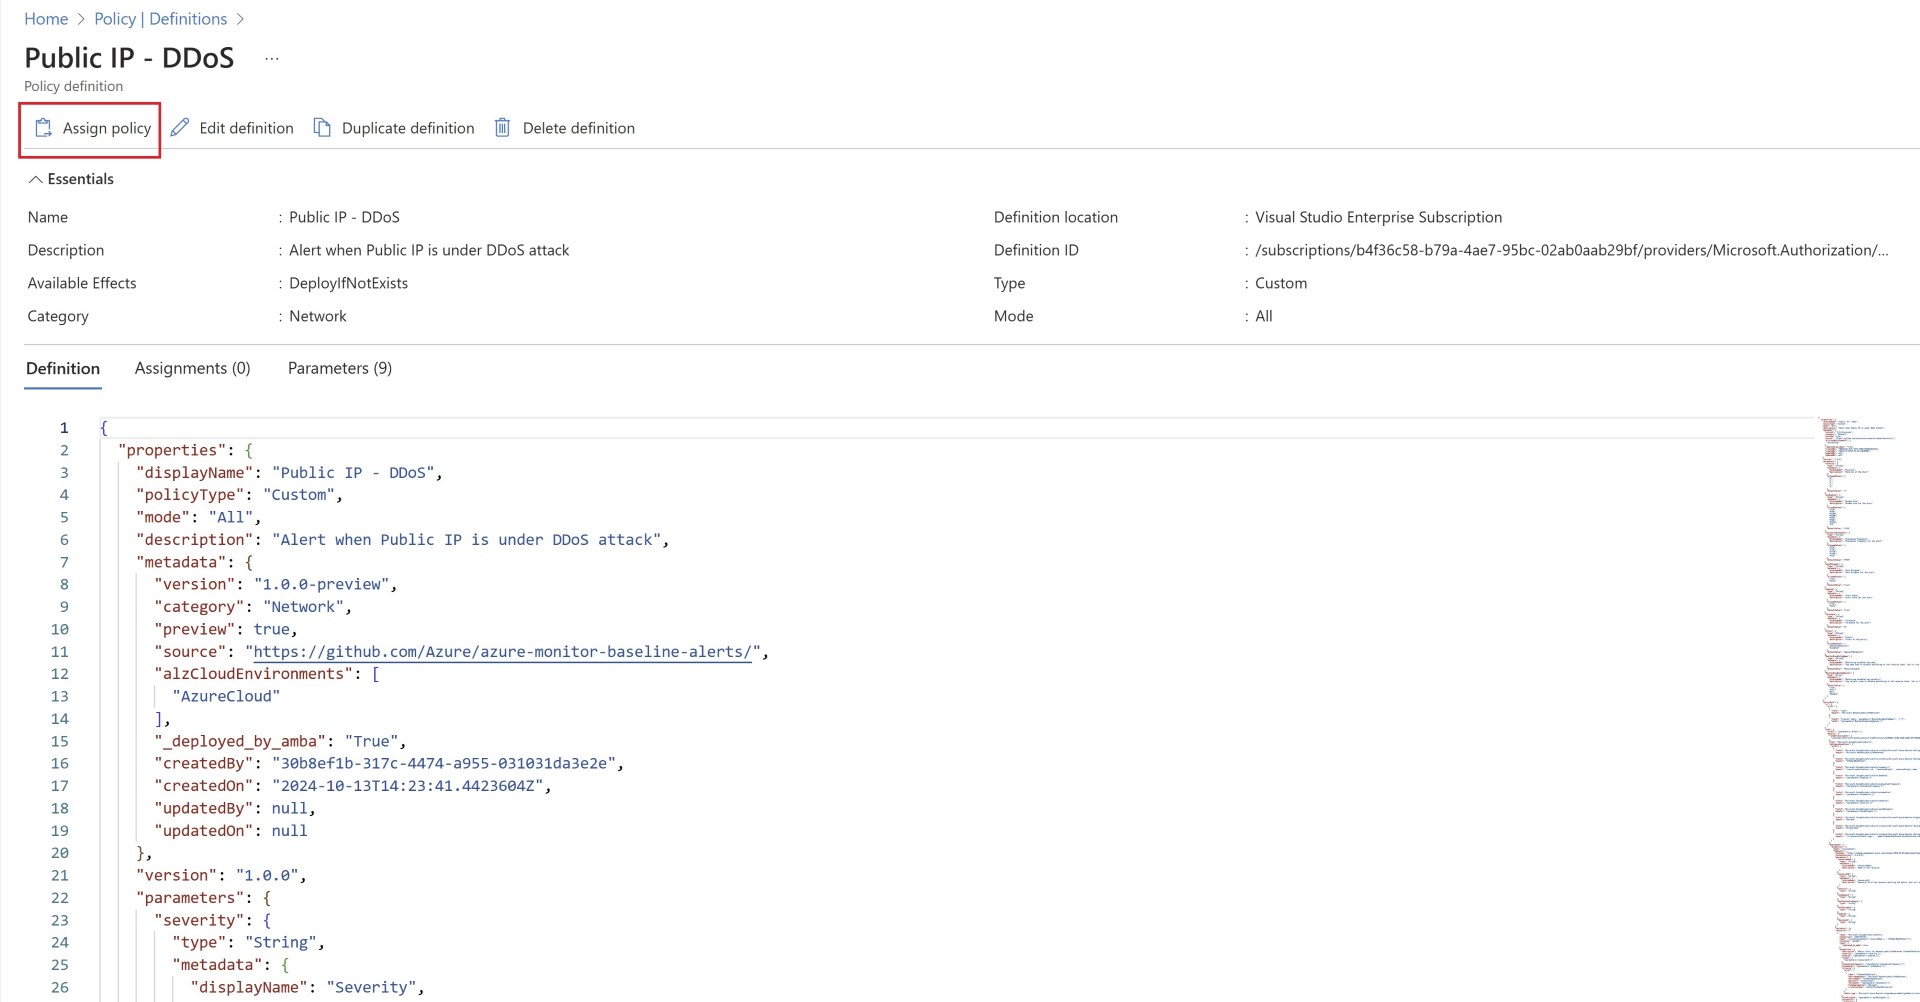 Home > Policy | Definitions >
Public IP - DDoS ...
Policy definition
Assign policy Edit definition Duplicate definition Delete definition
Essentials
Name : Public IP - DDoS
Description : Alert when Public IP is under DDoS attack
Available Effects : DeployIfNotExists
Category : Network
Definition location : Visual Studio Enterprise Subscription
Definition ID : /subscriptions/b4f36c58-b79a-4ae7-95bc-02ab0aab29bf/providers/Microsoft.Authorization/...
Type : Custom
Mode : All
Definition Assignments (0) Parameters (9)
1 {
2 "properties": {
3 "displayName": "Public IP - DDoS",
4 "policyType": "Custom",
5 "mode": "All",
6 "description": "Alert when Public IP is under DDoS attack",
7 "metadata": {
8 "version": "1.0.0-preview",
9 "category": "Network",
10 "preview": true,
11 "source": "https://github.com/Azure/azure-monitor-baseline-alerts/",
12 "alzCloudEnvironments": [
13 "AzureCloud"
14 ],
15 "_deployed_by_amba": "True",
16 "createdBy": "30b8ef1b-317c-4474-a955-031031da3e2e",
17 "createdOn": "2024-10-13T14:23:41.4423604Z",
18 "updatedBy": null,
19 "updatedOn": null
20 },
21 "version": "1.0.0",
22 "parameters": {
23 "severity": {
24 "type": "String",
25 "metadata": {
26 "displayName": "Severity",